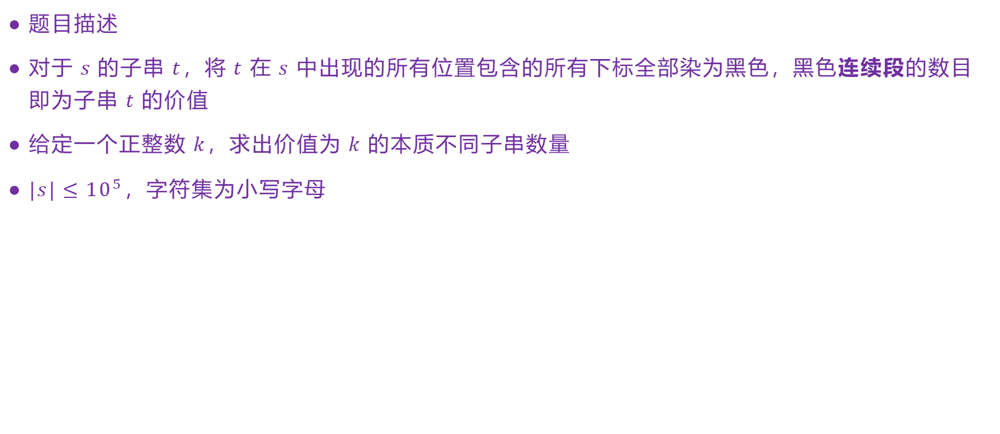 ● 题目描述
● 对于 s 的子串 t，将 t 在 s 中出现的所有位置包含的所有下标全部染为黑色，黑色连续段的数目
即为子串 t 的价值
● 给定一个正整数 k，求出价值为 k 的本质不同子串数量
● |s| ≤ 10⁵，字符集为小写字母